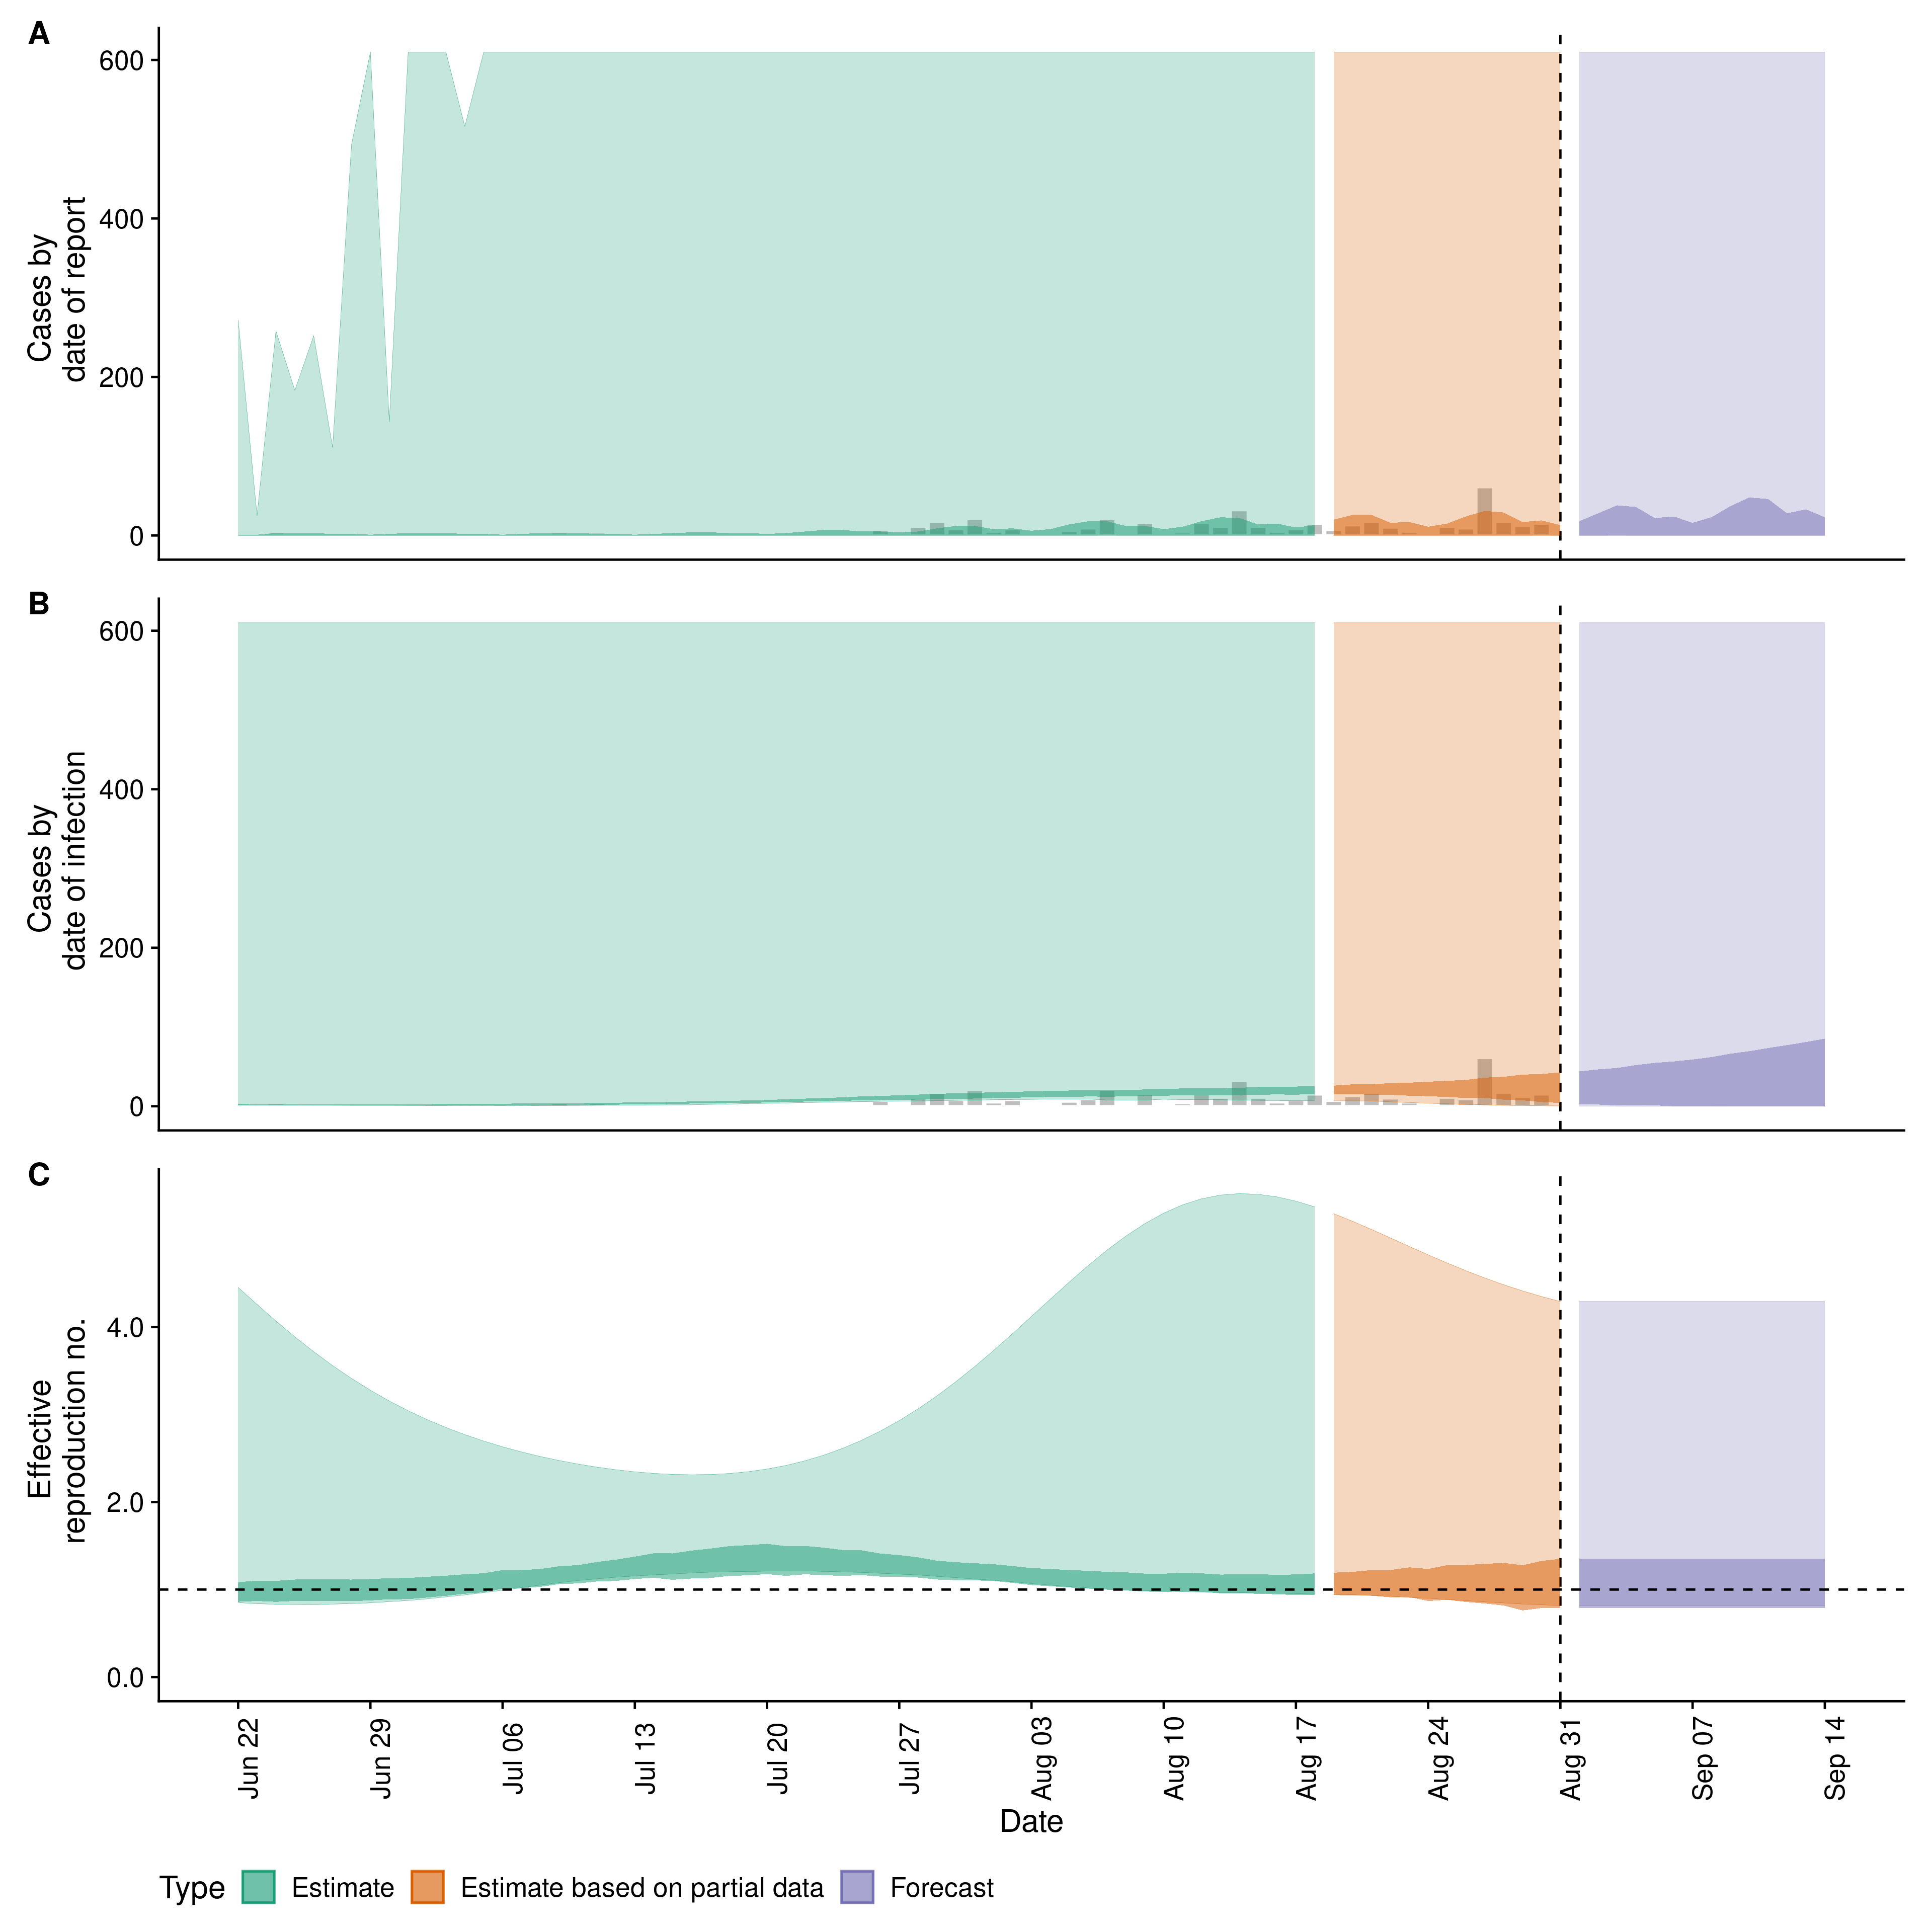 A
600
400
200
0
Cases by
date of report
B
600
400
200
0
Cases by
date of infection
C
4.0
2.0
0.0
Effective
reproduction no.
Jun 22
Jun 29
Jul 06
Jul 13
Jul 20
Jul 27
Aug 03
Aug 10
Aug 17
Aug 24
Aug 31
Sep 07
Sep 14
Date
Type Estimate Estimate based on partial data Forecast